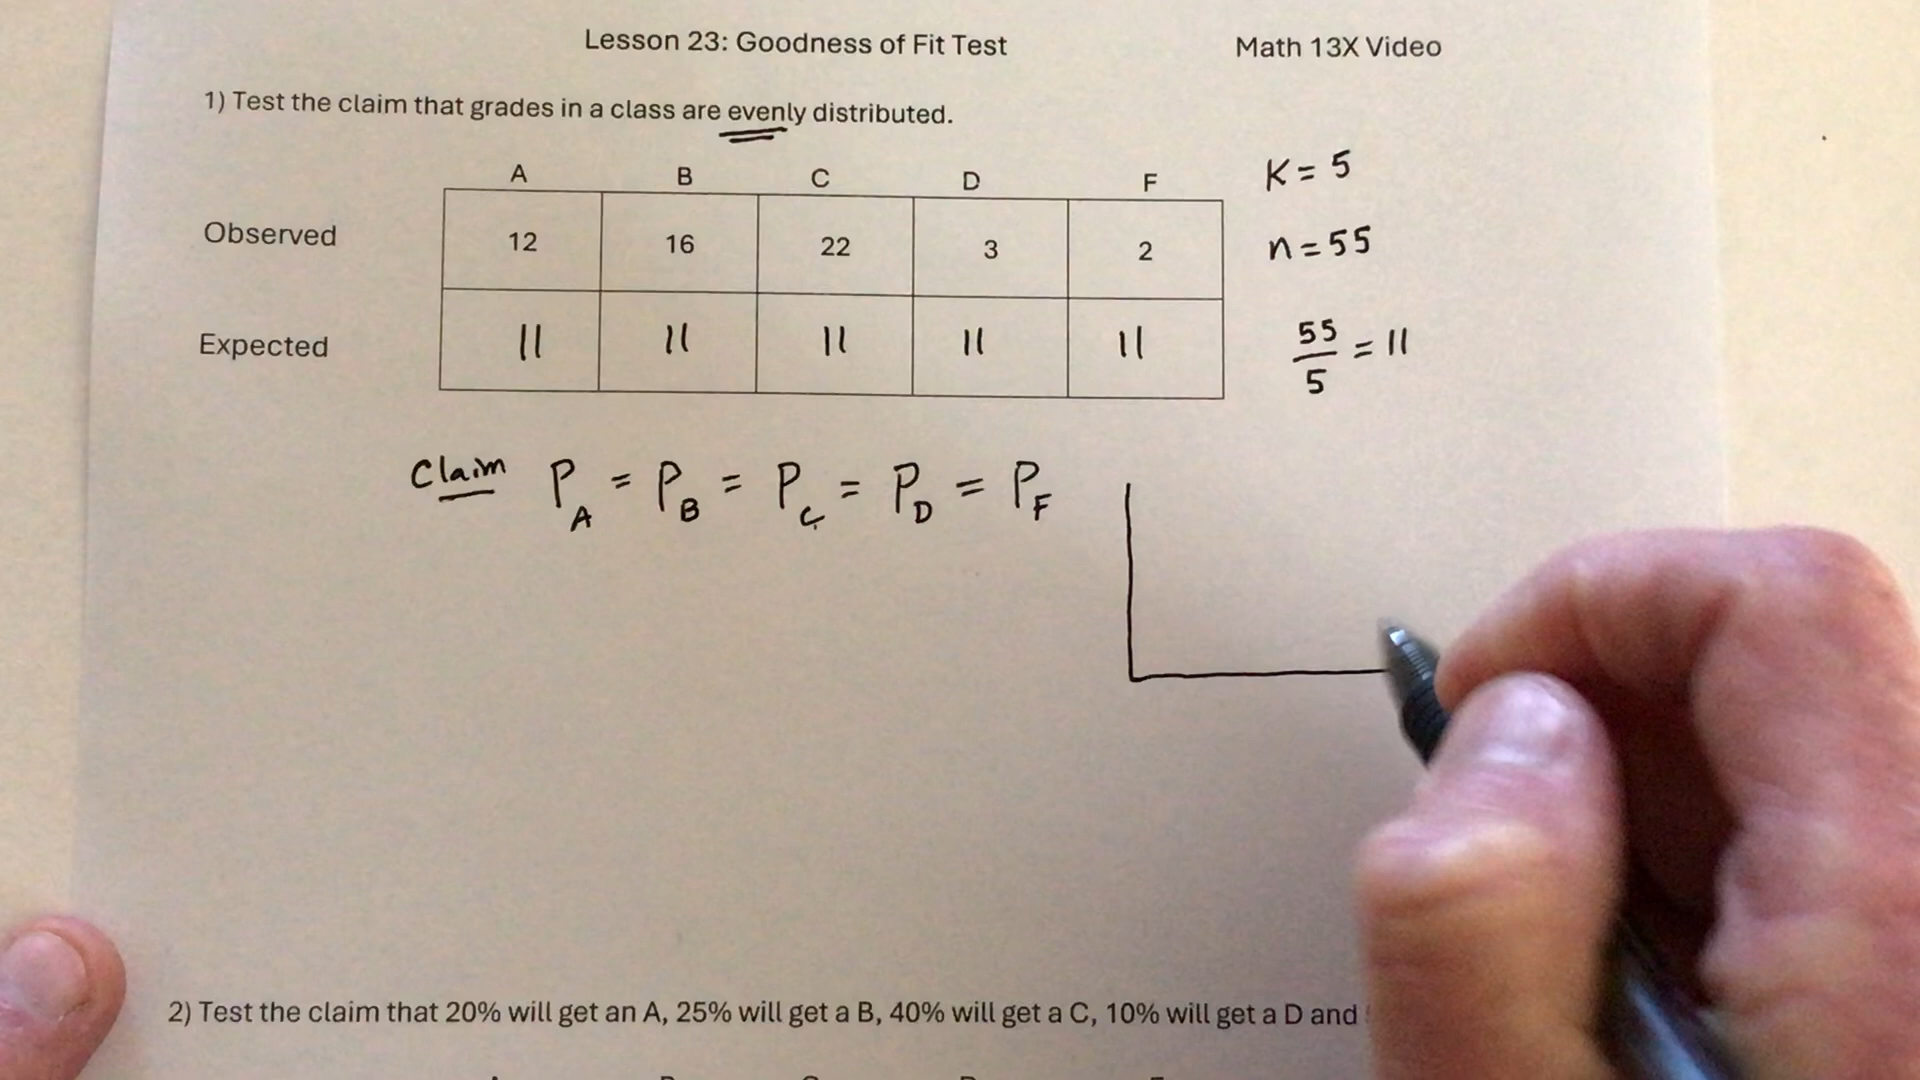 Lesson 23: Goodness of Fit Test Math 13X Video
1) Test the claim that grades in a class are evenly distributed.
A B C D F
K = 5
Observed 12 16 22 3 2
n = 55
Expected 11 11 11 11 11
55/5 = 11
Claim P_A = P_B = P_C = P_D = P_F
2) Test the claim that 20% will get an A, 25% will get a B, 40% will get a C, 10% will get a D and